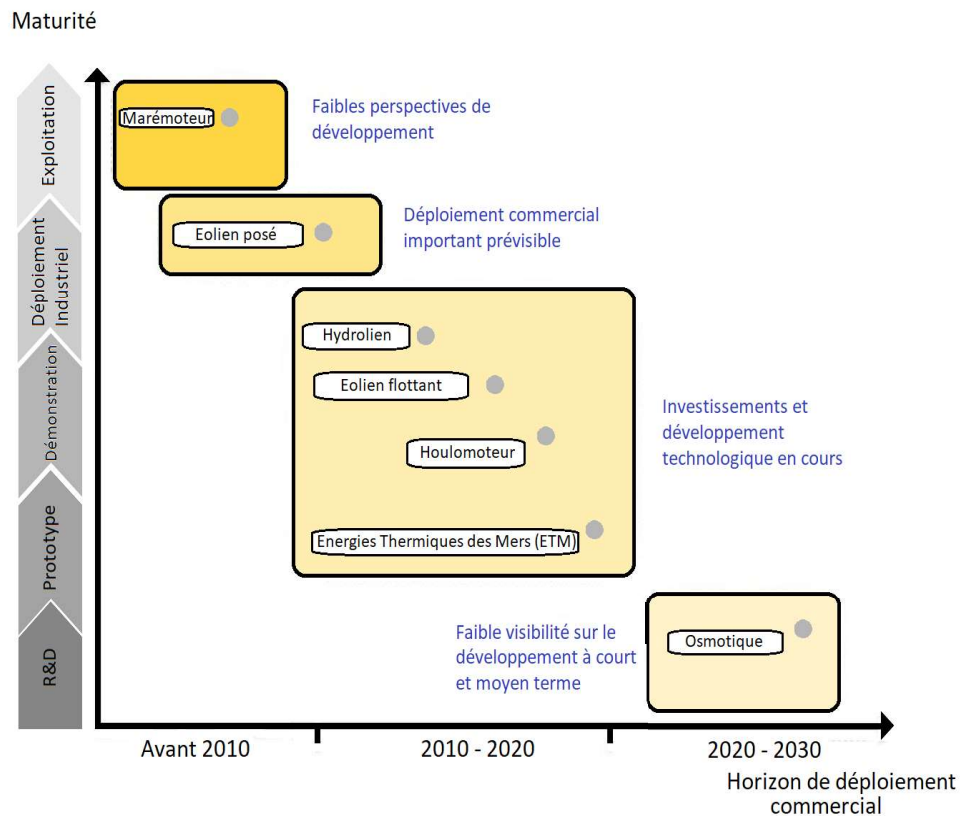 Maturité
Exploitation
Déploiement
Industriel
Démonstration
Prototype
R&D
Marémoteur
Faibles perspectives de
développement
Eolien posé
Déploiement commercial
important prévisible
Hydrolien
Eolien flottant
Houlomoteur
Energies Thermiques des Mers (ETM)
Investissements et
développement
technologique en cours
Faible visibilité sur le
développement à court
et moyen terme
Osmotique
Avant 2010
2010 - 2020
2020 - 2030
Horizon de déploiement
commercial